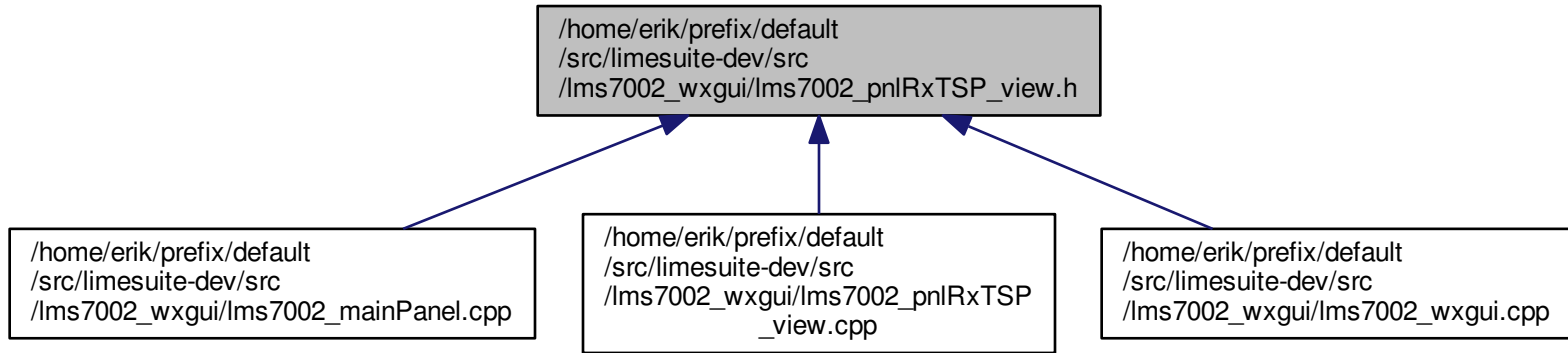 /home/erik/prefix/default
/src/limesuite-dev/src
/lms7002_wxgui/lms7002_pnlRxTSP_view.h
/home/erik/prefix/default
/src/limesuite-dev/src
/lms7002_wxgui/lms7002_mainPanel.cpp
/home/erik/prefix/default
/src/limesuite-dev/src
/lms7002_wxgui/lms7002_pnlRxTSP
_view.cpp
/home/erik/prefix/default
/src/limesuite-dev/src
/lms7002_wxgui/lms7002_wxgui.cpp